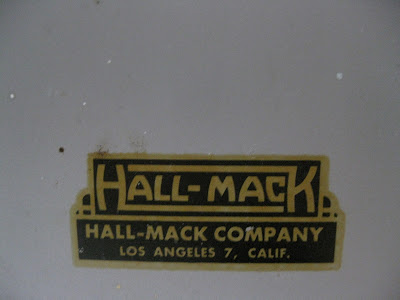 HALL-MACK
HALL-MACK COMPANY
LOS ANGELES 7, CALIF.